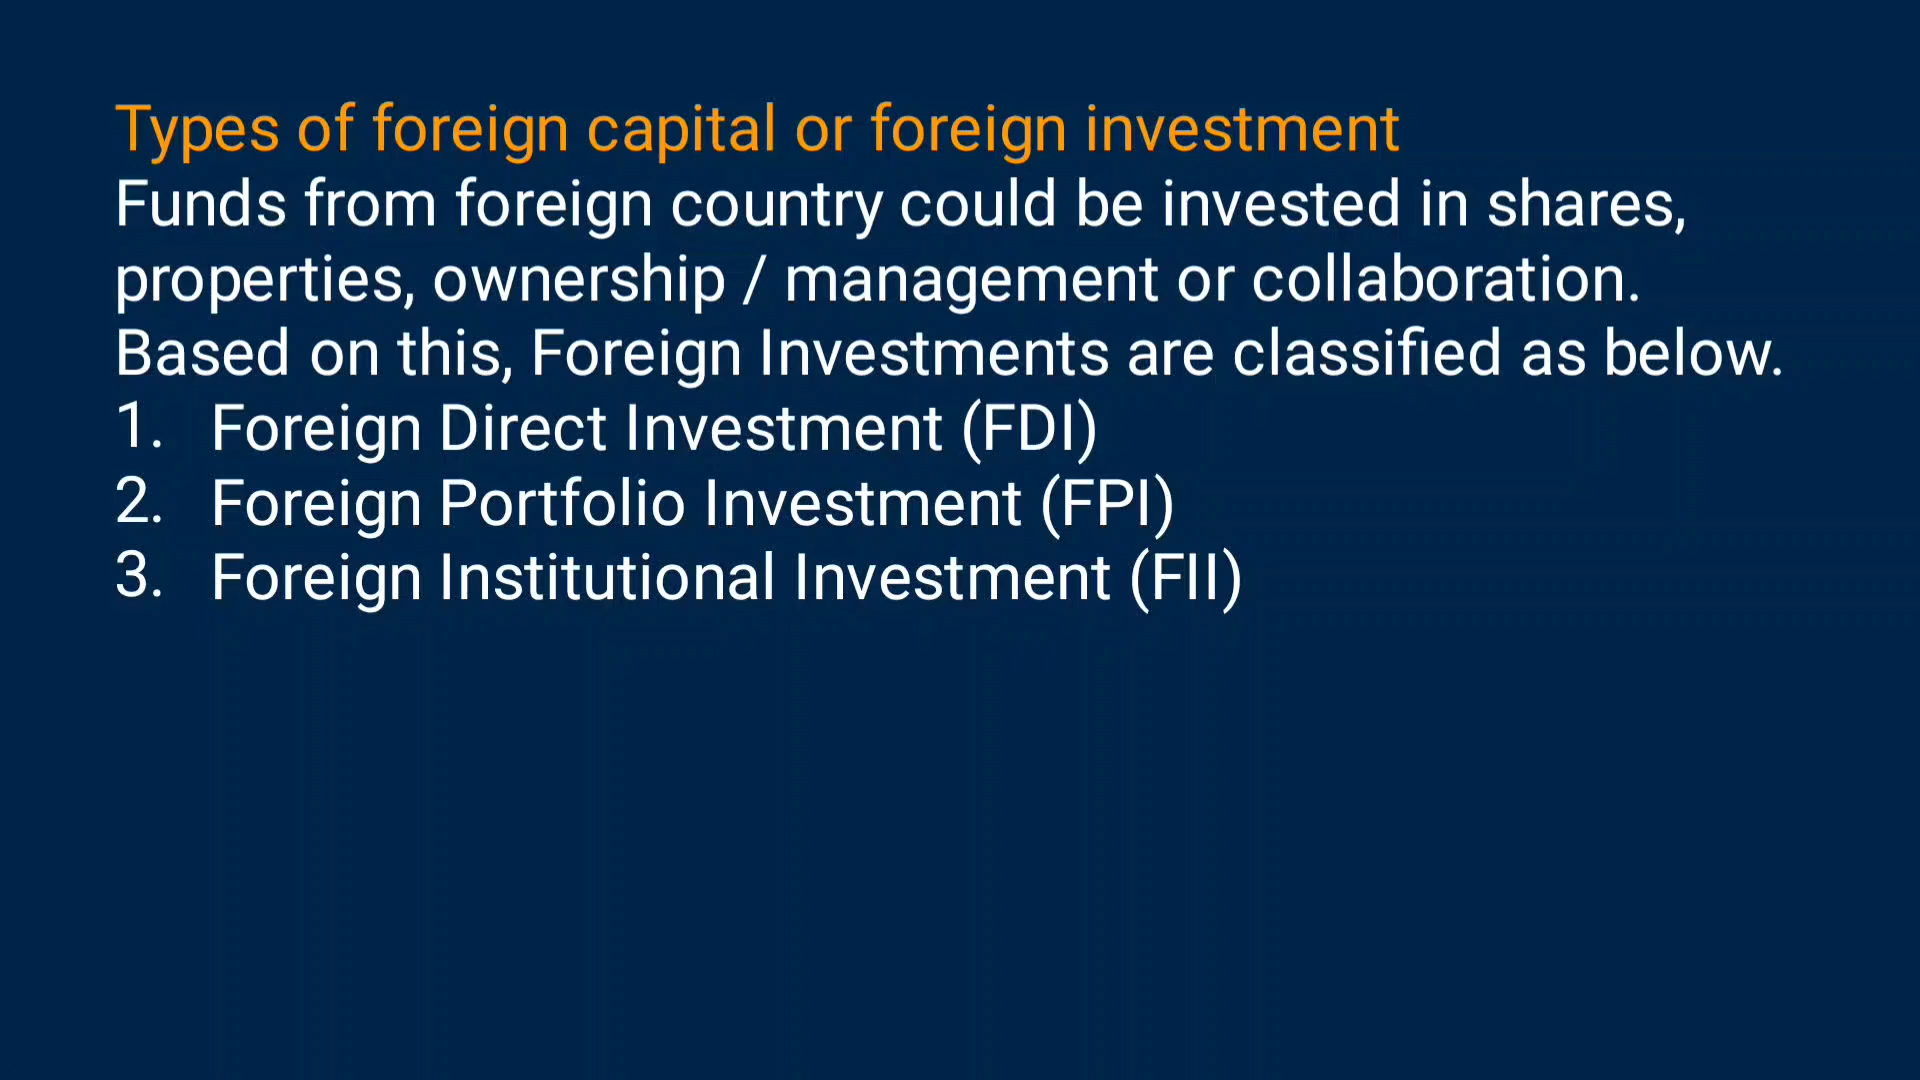 Types of foreign capital or foreign investment
Funds from foreign country could be invested in shares,
properties, ownership / management or collaboration.
Based on this, Foreign Investments are classified as below.
1. Foreign Direct Investment (FDI)
2. Foreign Portfolio Investment (FPI)
3. Foreign Institutional Investment (FII)